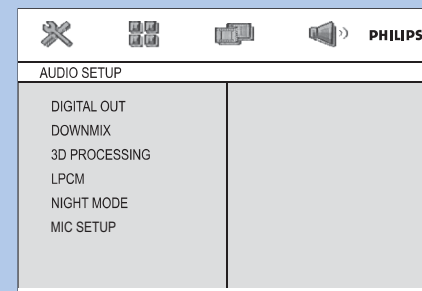 PHILIPS
AUDIO SETUP
DIGITAL OUT
DOWNMIX
3D PROCESSING
LPCM
NIGHT MODE
MIC SETUP